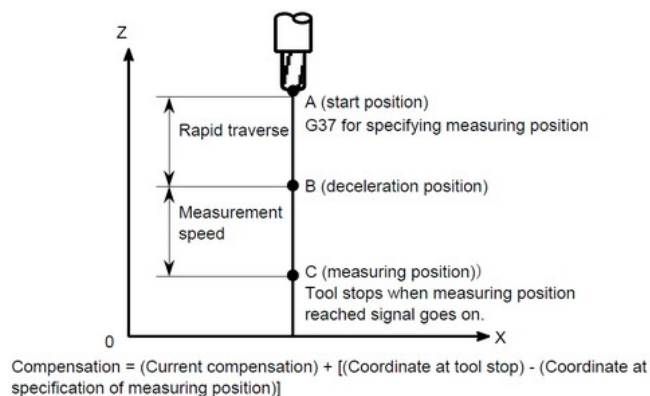 Z
A (start position)
G37 for specifying measuring position
Rapid traverse
B (deceleration position)
Measurement
speed
C (measuring position))
Tool stops when measuring position
reached signal goes on.
0
X
Compensation = (Current compensation) + [(Coordinate at tool stop) - (Coordinate at
specification of measuring position)]